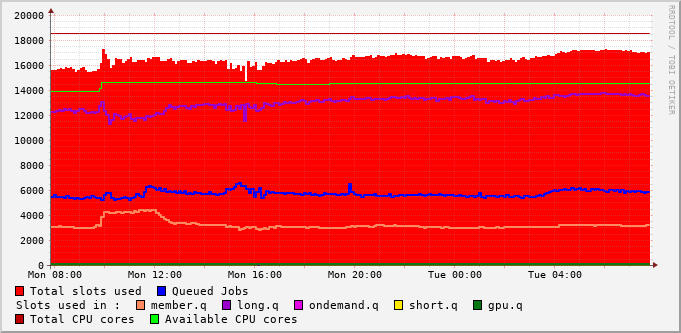 20000
18000
16000
14000
12000
10000
8000
6000
4000
2000
0
Mon 08:00 Mon 12:00 Mon 16:00 Mon 20:00 Tue 00:00 Tue 04:00
Total slots used Queued Jobs
Slots used in : member.q long.q ondemand.q short.q gpu.q
Total CPU cores Available CPU cores
RRDTOOL / TOBI OETIKER